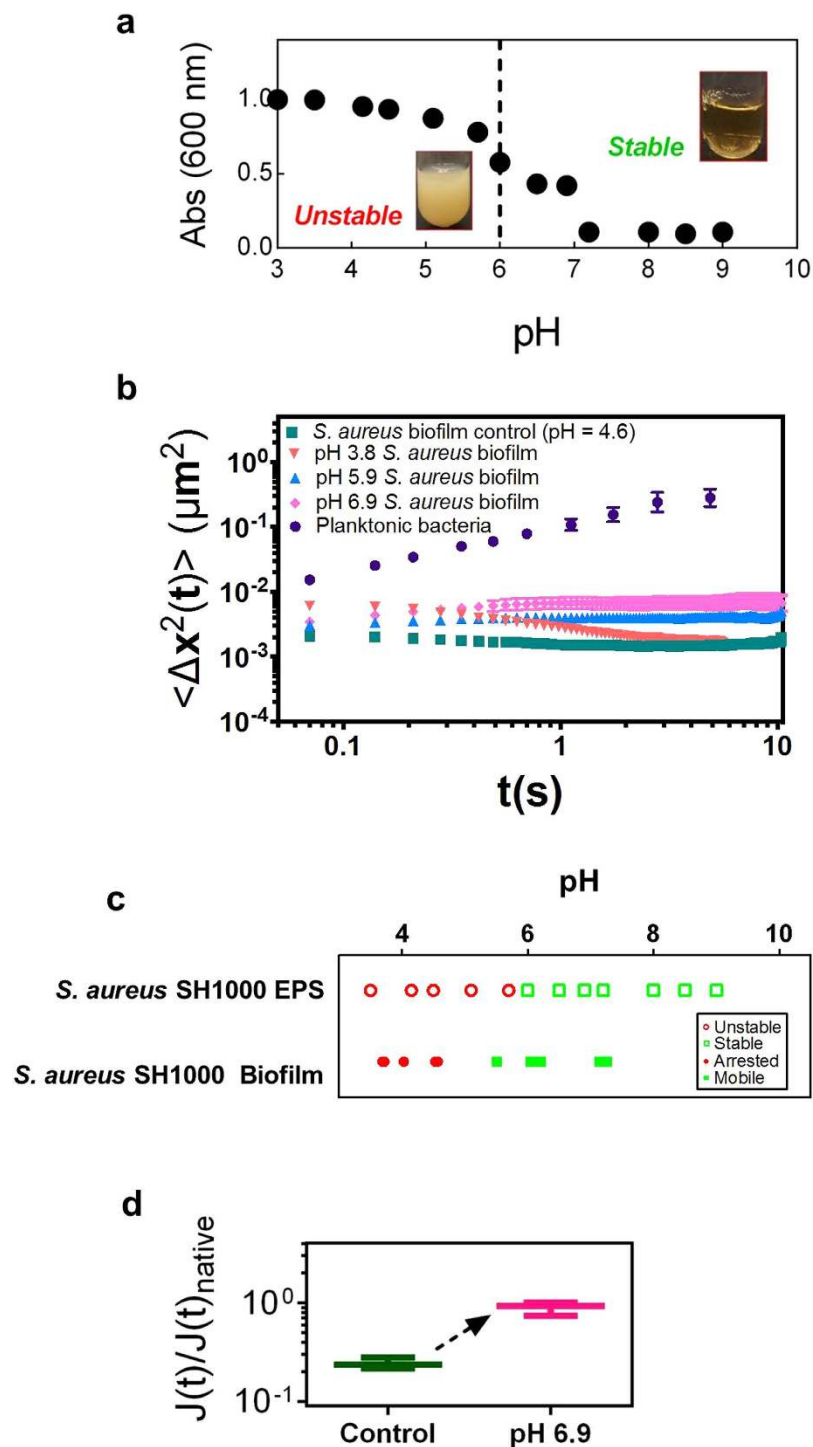 a
Abs (600 nm)
1.0
0.5
0.0
Unstable
Stable
3 4 5 6 7 8 9 10
pH
b
<Δx²(t)> (μm²)
10⁰
10⁻¹
10⁻²
10⁻³
10⁻⁴
S. aureus biofilm control (pH = 4.6)
pH 3.8 S. aureus biofilm
pH 5.9 S. aureus biofilm
pH 6.9 S. aureus biofilm
Planktonic bacteria
0.1 1 10
t(s)
c
pH
4 6 8 10
S. aureus SH1000 EPS
S. aureus SH1000 Biofilm
Unstable
Stable
Arrested
Mobile
d
J(t)/J(t)native
10⁰
10⁻¹
Control pH 6.9